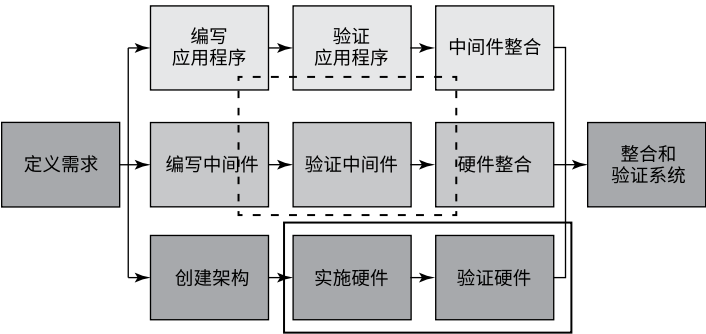 编写
应用程序
验证
应用程序
中间件整合
定义需求
编写中间件
验证中间件
硬件整合
整合和
验证系统
创建架构
实施硬件
验证硬件